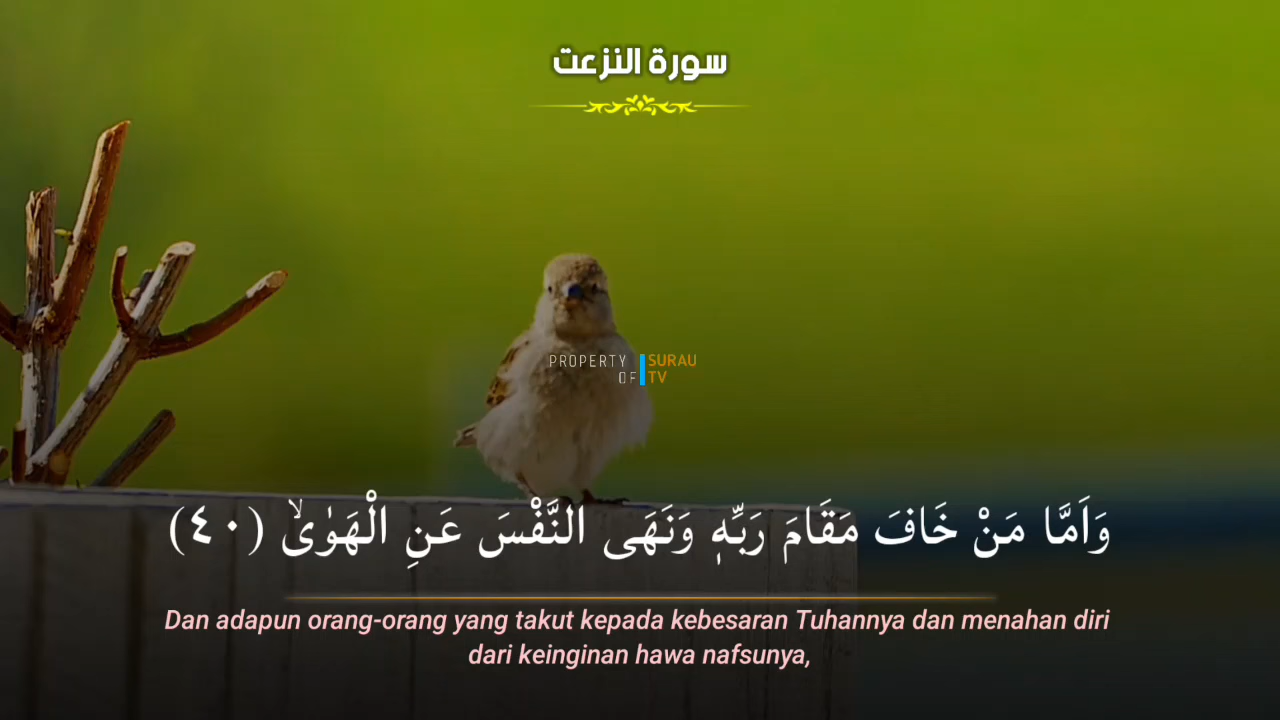 سورة النزعت
PROPERTY OF
SURAU TV
وَاَمَّا مَنْ خَافَ مَقَامَ رَبِّهٖ وَنَهَى النَّفْسَ عَنِ الْهَوٰىۙ (٤٠)
Dan adapun orang-orang yang takut kepada kebesaran Tuhannya dan menahan diri
dari keinginan hawa nafsunya,